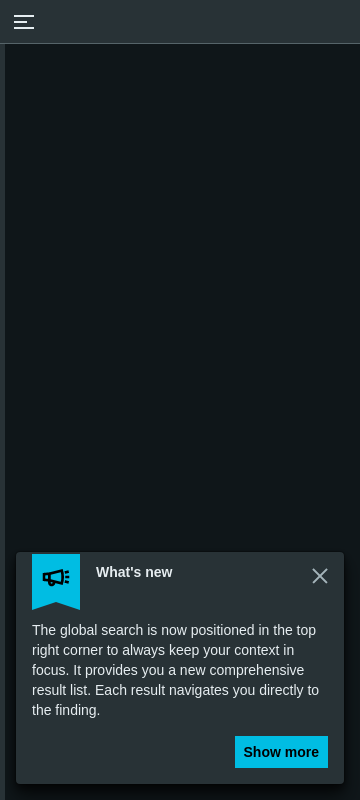 What's new
The global search is now positioned in the top
right corner to always keep your context in
focus. It provides you a new comprehensive
result list. Each result navigates you directly to
the finding.
Show more